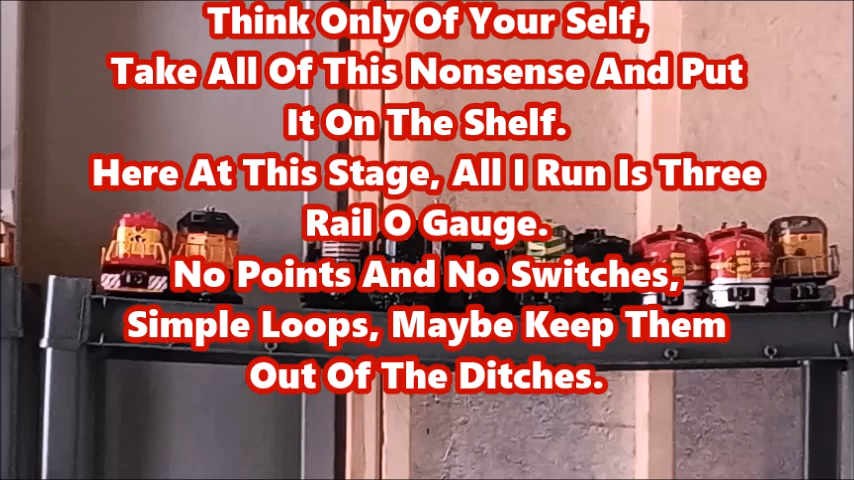 Think Only Of Your Self,
Take All Of This Nonsense And Put
It On The Shelf.
Here At This Stage, All I Run Is Three
Rail O Gauge.
No Points And No Switches,
Simple Loops, Maybe Keep Them
Out Of The Ditches.